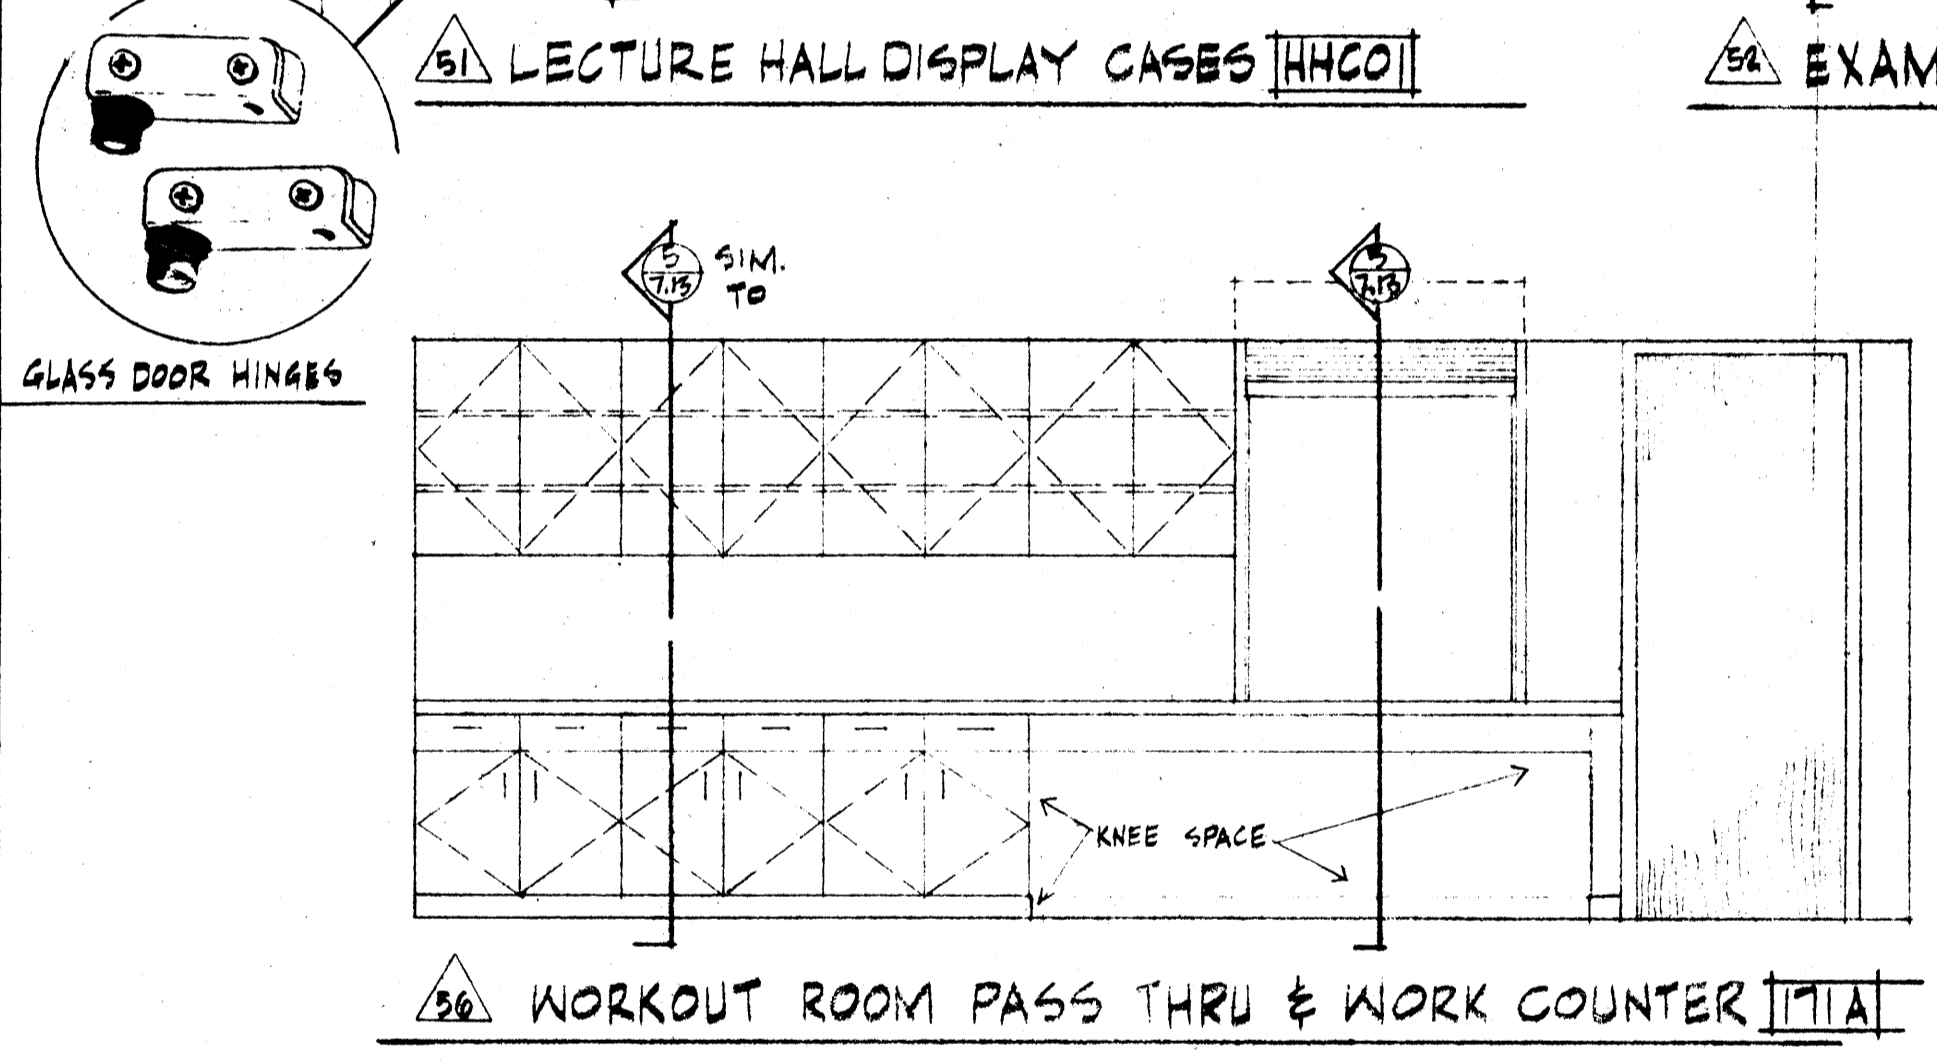 51 LECTURE HALL DISPLAY CASES HHC01
52 EXAM
5
7.13
SIM.
TO
5
7.13
GLASS DOOR HINGES
KNEE SPACE
56 WORKOUT ROOM PASS THRU & WORK COUNTER 171A